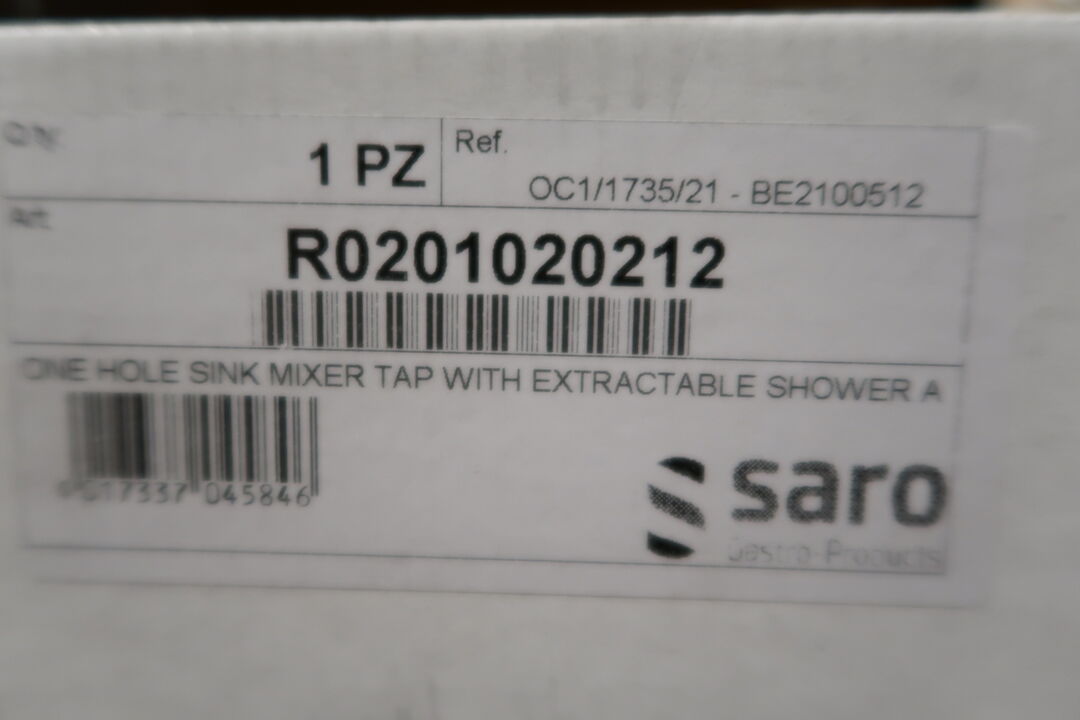 Q.ty
1 PZ
Ref.
OC1/1735/21 - BE2100512
Art.
R0201020212
ONE HOLE SINK MIXER TAP WITH EXTRACTABLE SHOWER A
017337 045846
saro
Gastro-Products